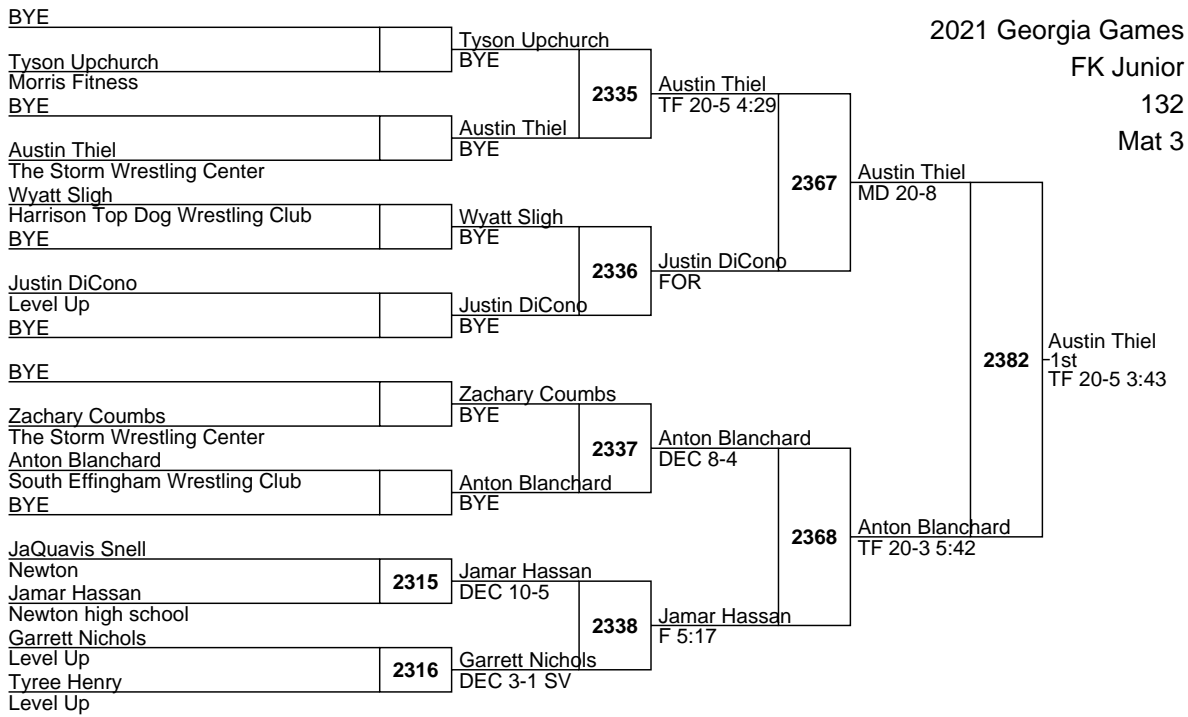 2021 Georgia Games
FK Junior
132
Mat 3
BYE
Tyson Upchurch
Morris Fitness
BYE
Austin Thiel
The Storm Wrestling Center
Wyatt Sligh
Harrison Top Dog Wrestling Club
BYE
Justin DiCono
Level Up
BYE
BYE
Zachary Coumbs
The Storm Wrestling Center
Anton Blanchard
South Effingham Wrestling Club
BYE
JaQuavis Snell
Newton
Jamar Hassan
Newton high school
Garrett Nichols
Level Up
Tyree Henry
Level Up
2315
2316
Tyson Upchurch
BYE
Austin Thiel
BYE
Wyatt Sligh
BYE
Justin DiCono
BYE
Zachary Coumbs
BYE
Anton Blanchard
BYE
Jamar Hassan
DEC 10-5
Garrett Nichols
DEC 3-1 SV
2335
2336
2337
2338
Austin Thiel
TF 20-5 4:29
Justin DiCono
FOR
Anton Blanchard
DEC 8-4
Jamar Hassan
F 5:17
2367
2368
Austin Thiel
MD 20-8
Anton Blanchard
TF 20-3 5:42
2382
Austin Thiel
1st
TF 20-5 3:43